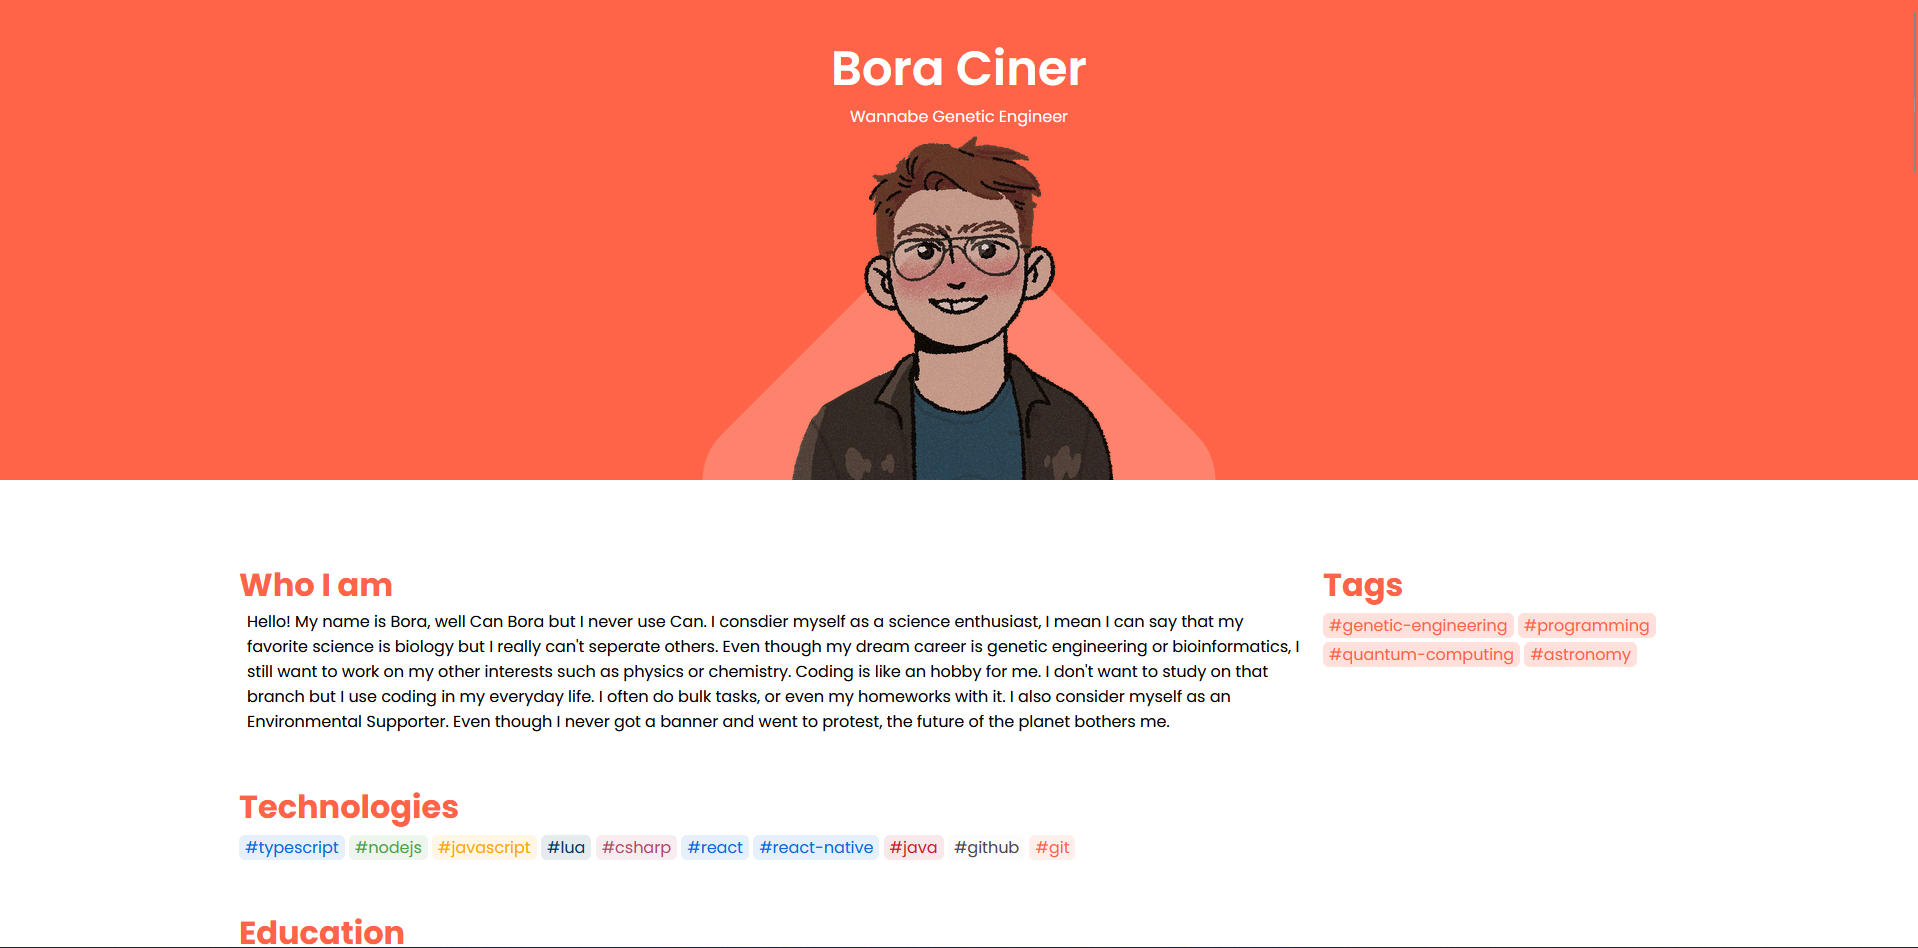 Bora Ciner
Wannabe Genetic Engineer
Who I am
Hello! My name is Bora, well Can Bora but I never use Can. I consdier myself as a science enthusiast, I mean I can say that my
favorite science is biology but I really can't seperate others. Even though my dream career is genetic engineering or bioinformatics, I
still want to work on my other interests such as physics or chemistry. Coding is like an hobby for me. I don't want to study on that
branch but I use coding in my everyday life. I often do bulk tasks, or even my homeworks with it. I also consider myself as an
Environmental Supporter. Even though I never got a banner and went to protest, the future of the planet bothers me.
Tags
#genetic-engineering #programming
#quantum-computing #astronomy
Technologies
#typescript #nodejs #javascript #lua #csharp #react #react-native #java #github #git
Education